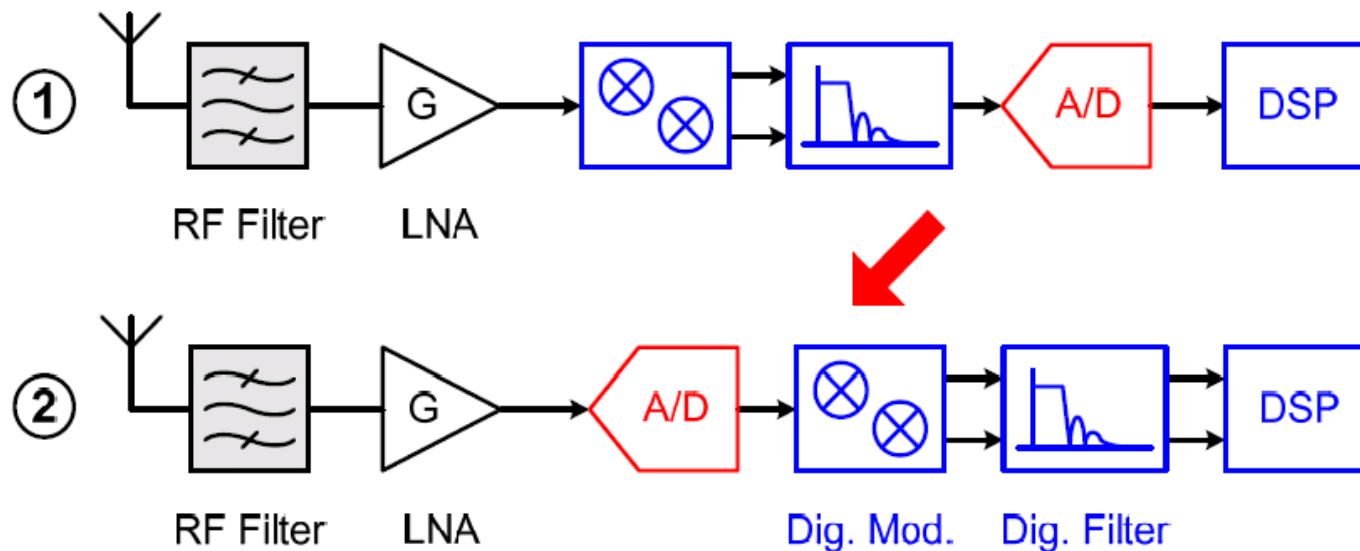 1
G
A/D
DSP
RF Filter
LNA
2
G
A/D
DSP
RF Filter
LNA
Dig. Mod.
Dig. Filter